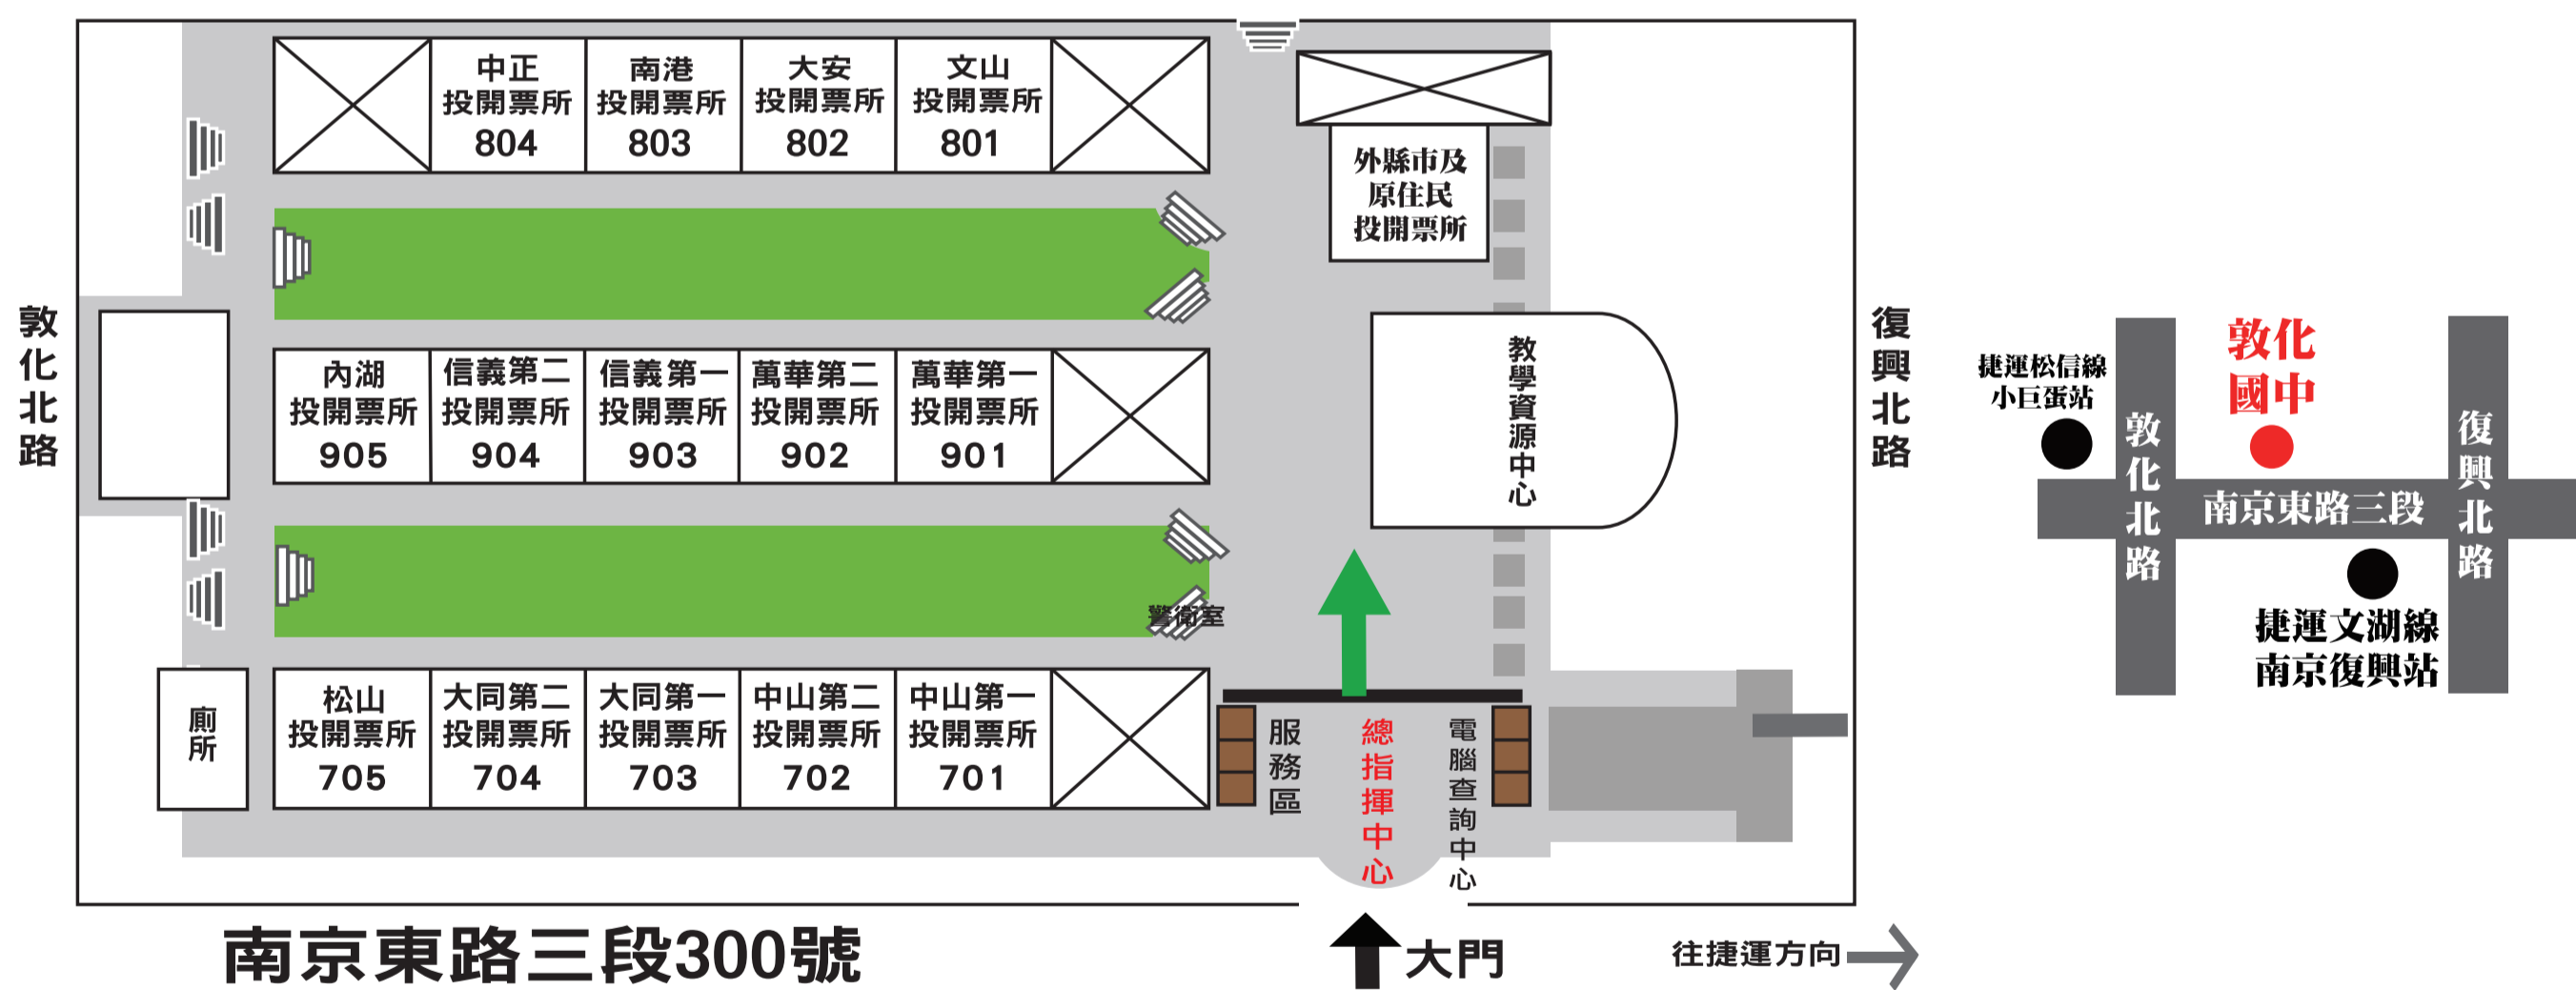 中正
投開票所
804
南港
投開票所
803
大安
投開票所
802
文山
投開票所
801
外縣市及
原住民
投開票所
敦化北路
內湖
投開票所
905
信義第二
投開票所
904
信義第一
投開票所
903
萬華第二
投開票所
902
萬華第一
投開票所
901
教學資源中心
復興北路
警衛室
廁所
松山
投開票所
705
大同第二
投開票所
704
大同第一
投開票所
703
中山第二
投開票所
702
中山第一
投開票所
701
服務區
總指揮中心
電腦查詢中心
南京東路三段300號
大門
往捷運方向
捷運松信線
小巨蛋站
敦化
國中
敦化北路
南京東路三段
復興北路
捷運文湖線
南京復興站